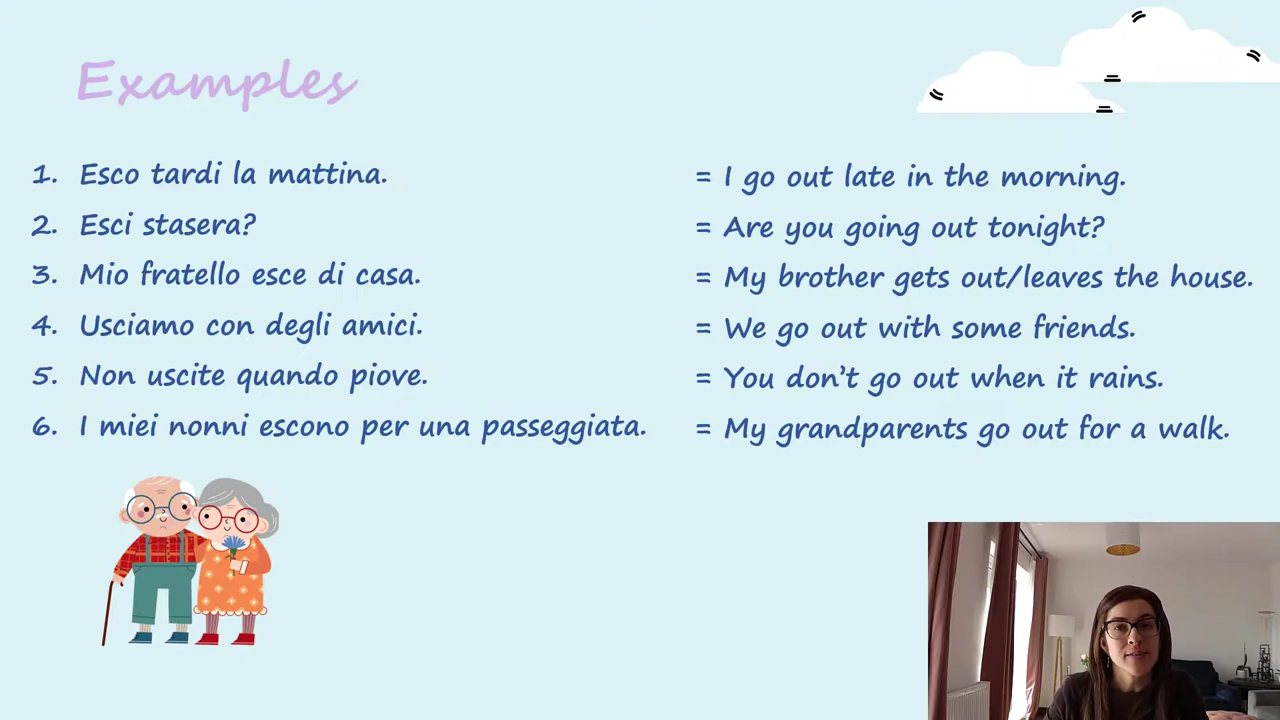 Examples
1. Esco tardi la mattina. = I go out late in the morning.
2. Esci stasera? = Are you going out tonight?
3. Mio fratello esce di casa. = My brother gets out/leaves the house.
4. Usciamo con degli amici. = We go out with some friends.
5. Non uscite quando piove. = You don't go out when it rains.
6. I miei nonni escono per una passeggiata. = My grandparents go out for a walk.